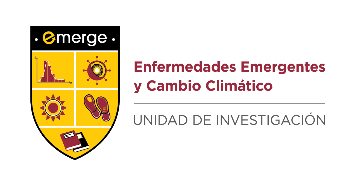 · emerge ·
Enfermedades Emergentes
y Cambio Climático
UNIDAD DE INVESTIGACIÓN